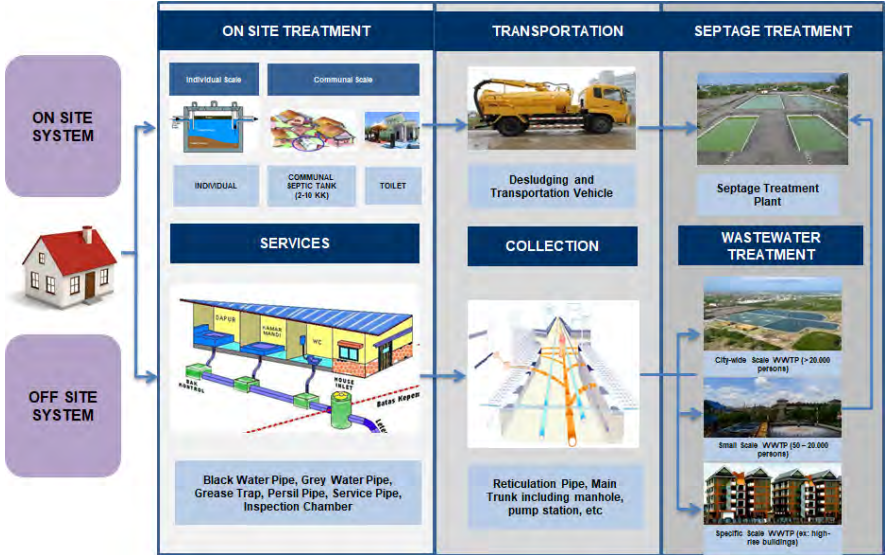 ON SITE TREATMENT
TRANSPORTATION
SEPTAGE TREATMENT
ON SITE
SYSTEM
Individual Scale
Communal Scale
INDIVIDUAL
COMMUNAL
SEPTIC TANK
(2-10 KK)
TOILET
Desludging and
Transportation Vehicle
Septage Treatment
Plant
SERVICES
COLLECTION
WASTEWATER
TREATMENT
DAPUR
KAMAR
MANDI
WC
BAK
KONTROL
HOUSE
INLET
Batas
City-wide Scale WWTP (>20.000
persons)
OFF SITE
SYSTEM
Small Scale WWTP (50 – 20.000
persons)
Black Water Pipe, Grey Water Pipe,
Grease Trap, Persil Pipe, Service Pipe,
Inspection Chamber
Reticulation Pipe, Main
Trunk including manhole,
pump station, etc
Specific Scale WWTP (ex: high-
rise buildings)